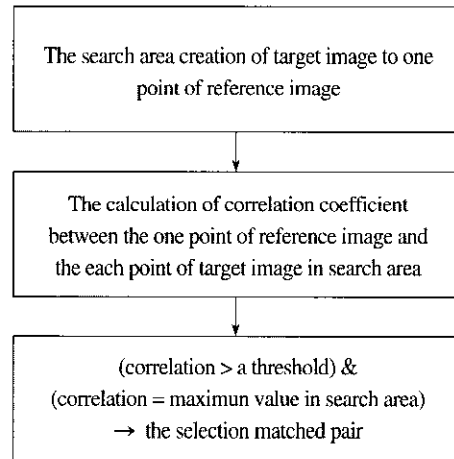 The search area creation of target image to one
point of reference image
The calculation of correlation coefficient
between the one point of reference image and
the each point of target image in search area
(correlation > a threshold) &
(correlation = maximun value in search area)
→ the selection matched pair